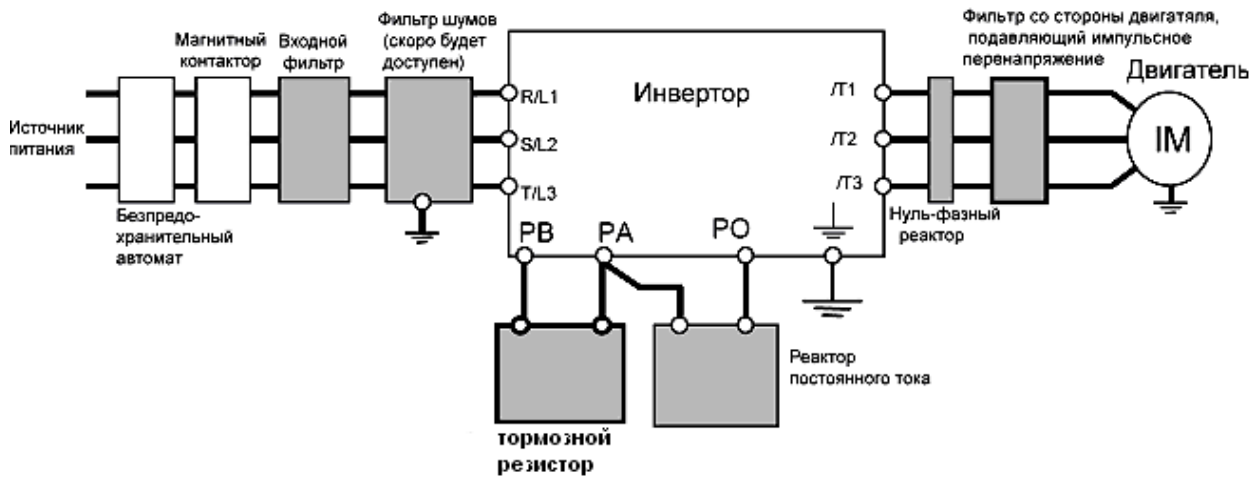 Источник
питания
Безпредо-
хранительный
автомат
Магнитный
контактор
Входной
фильтр
Фильтр шумов
(скоро будет
доступен)
R/L1
S/L2
T/L3
Инвертор
/T1
/T2
/T3
PB
PA
PO
тормозной
резистор
Реактор
постоянного тока
Нуль-фазный
реактор
Фильтр со стороны двигатяля,
подавляющий импульсное
перенапряжение
Двигатель
IM